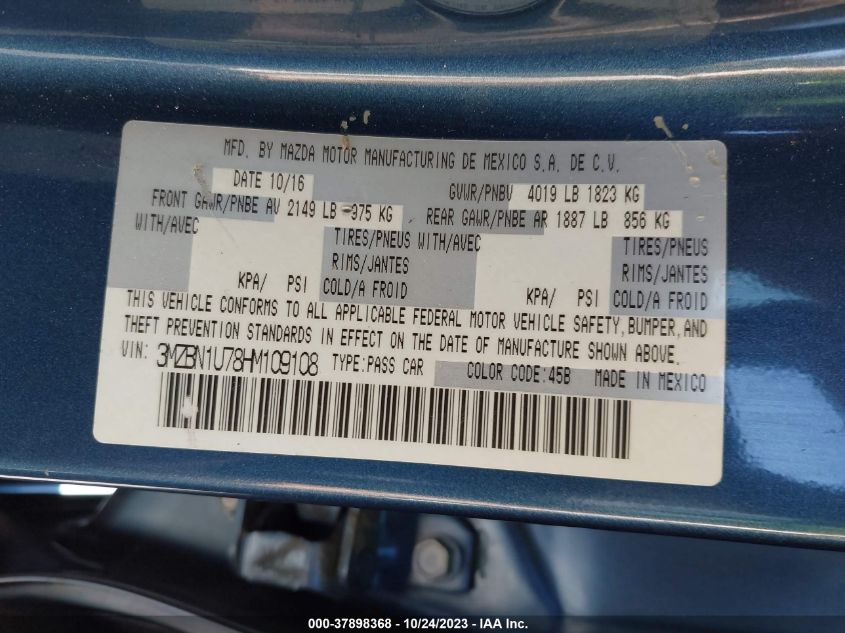 MFD. BY MAZDA MOTOR MANUFACTURING DE MEXICO S.A. DE C.V.
DATE 10/16 GVWR/PNBV 4019 LB 1823 KG
FRONT GAWR/PNBE AV 2149 LB 975 KG REAR GAWR/PNBE AR 1887 LB 856 KG
WITH/AVEC TIRES/PNEUS WITH/AVEC TIRES/PNEUS
RIMS/JANTES RIMS/JANTES
KPA/ PSI COLD/A FROID KPA/ PSI COLD/A FROID
THIS VEHICLE CONFORMS TO ALL APPLICABLE FEDERAL MOTOR VEHICLE SAFETY, BUMPER, AND
THEFT PREVENTION STANDARDS IN EFFECT ON THE DATE OF MANUFACTURE SHOWN ABOVE.
VIN: 3MZBN1U78HM109108 TYPE:PASS CAR COLOR CODE:45B MADE IN MEXICO
000-37898368 - 10/24/2023 - IAA Inc.